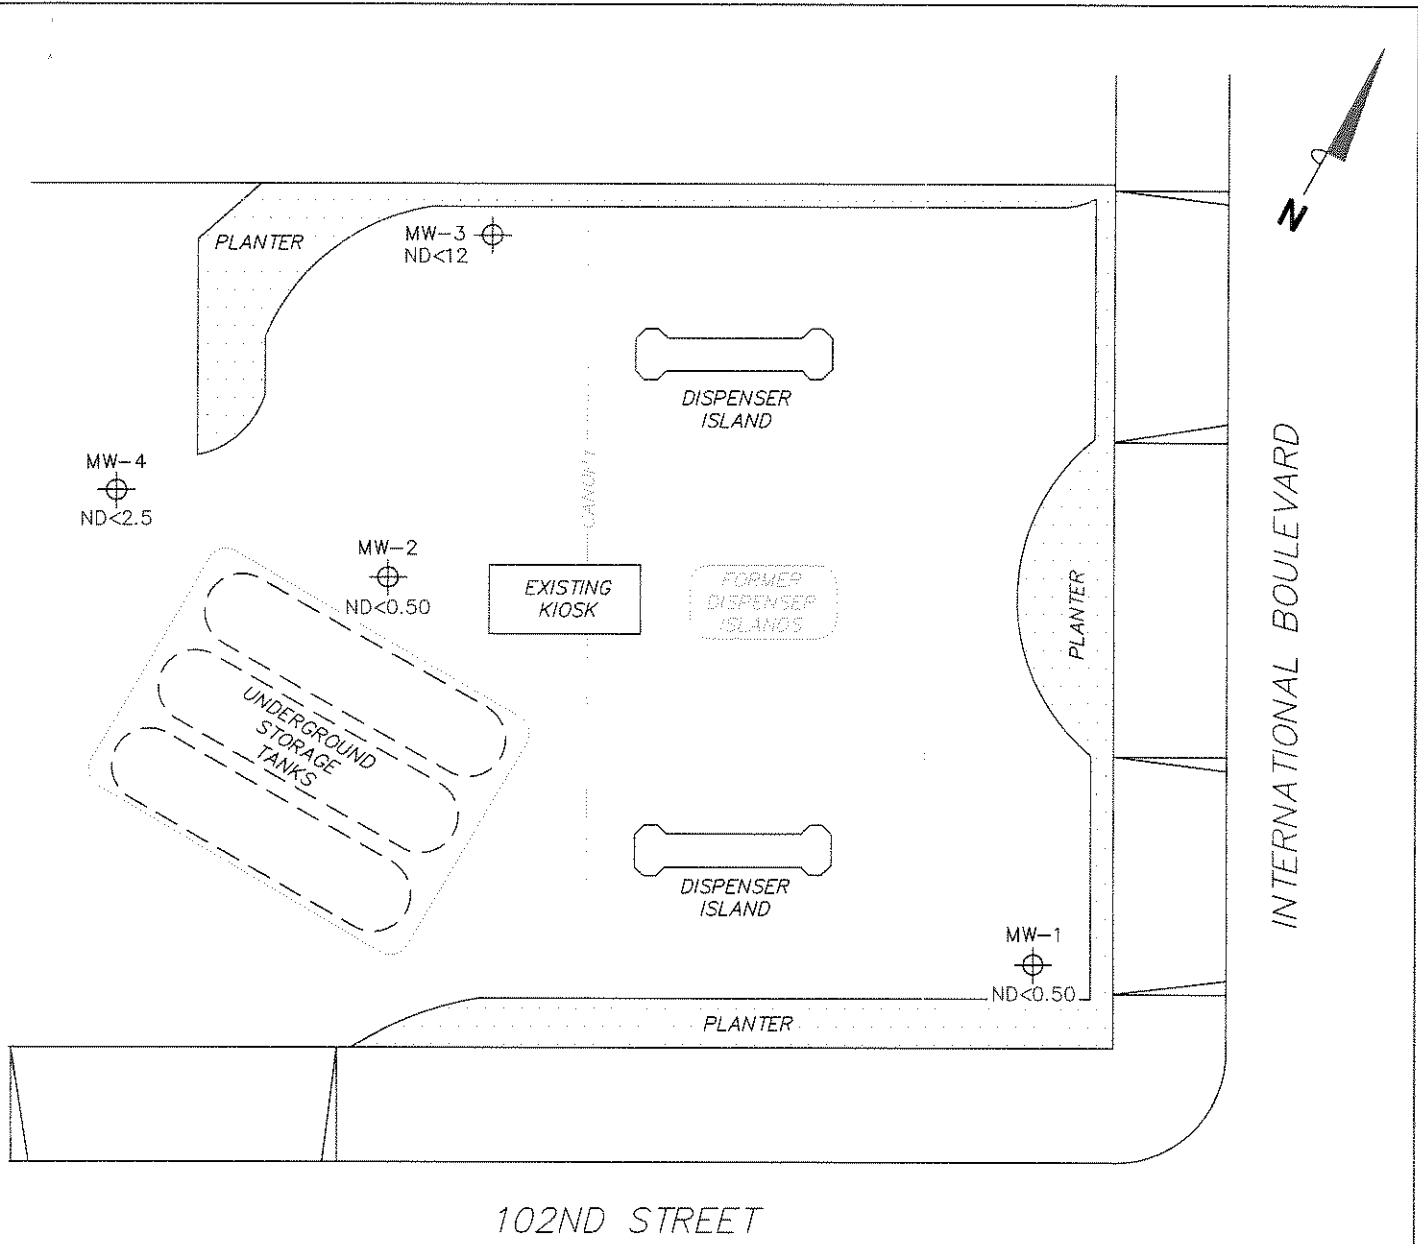 N
PLANTER
MW-3
ND<12
DISPENSER
ISLAND
MW-4
ND<2.5
CANOPY
MW-2
ND<0.50
EXISTING
KIOSK
FORMER
DISPENSER
ISLANDS
PLANTER
INTERNATIONAL BOULEVARD
UNDERGROUND
STORAGE
TANKS
DISPENSER
ISLAND
MW-1
ND<0.50
PLANTER
102ND STREET